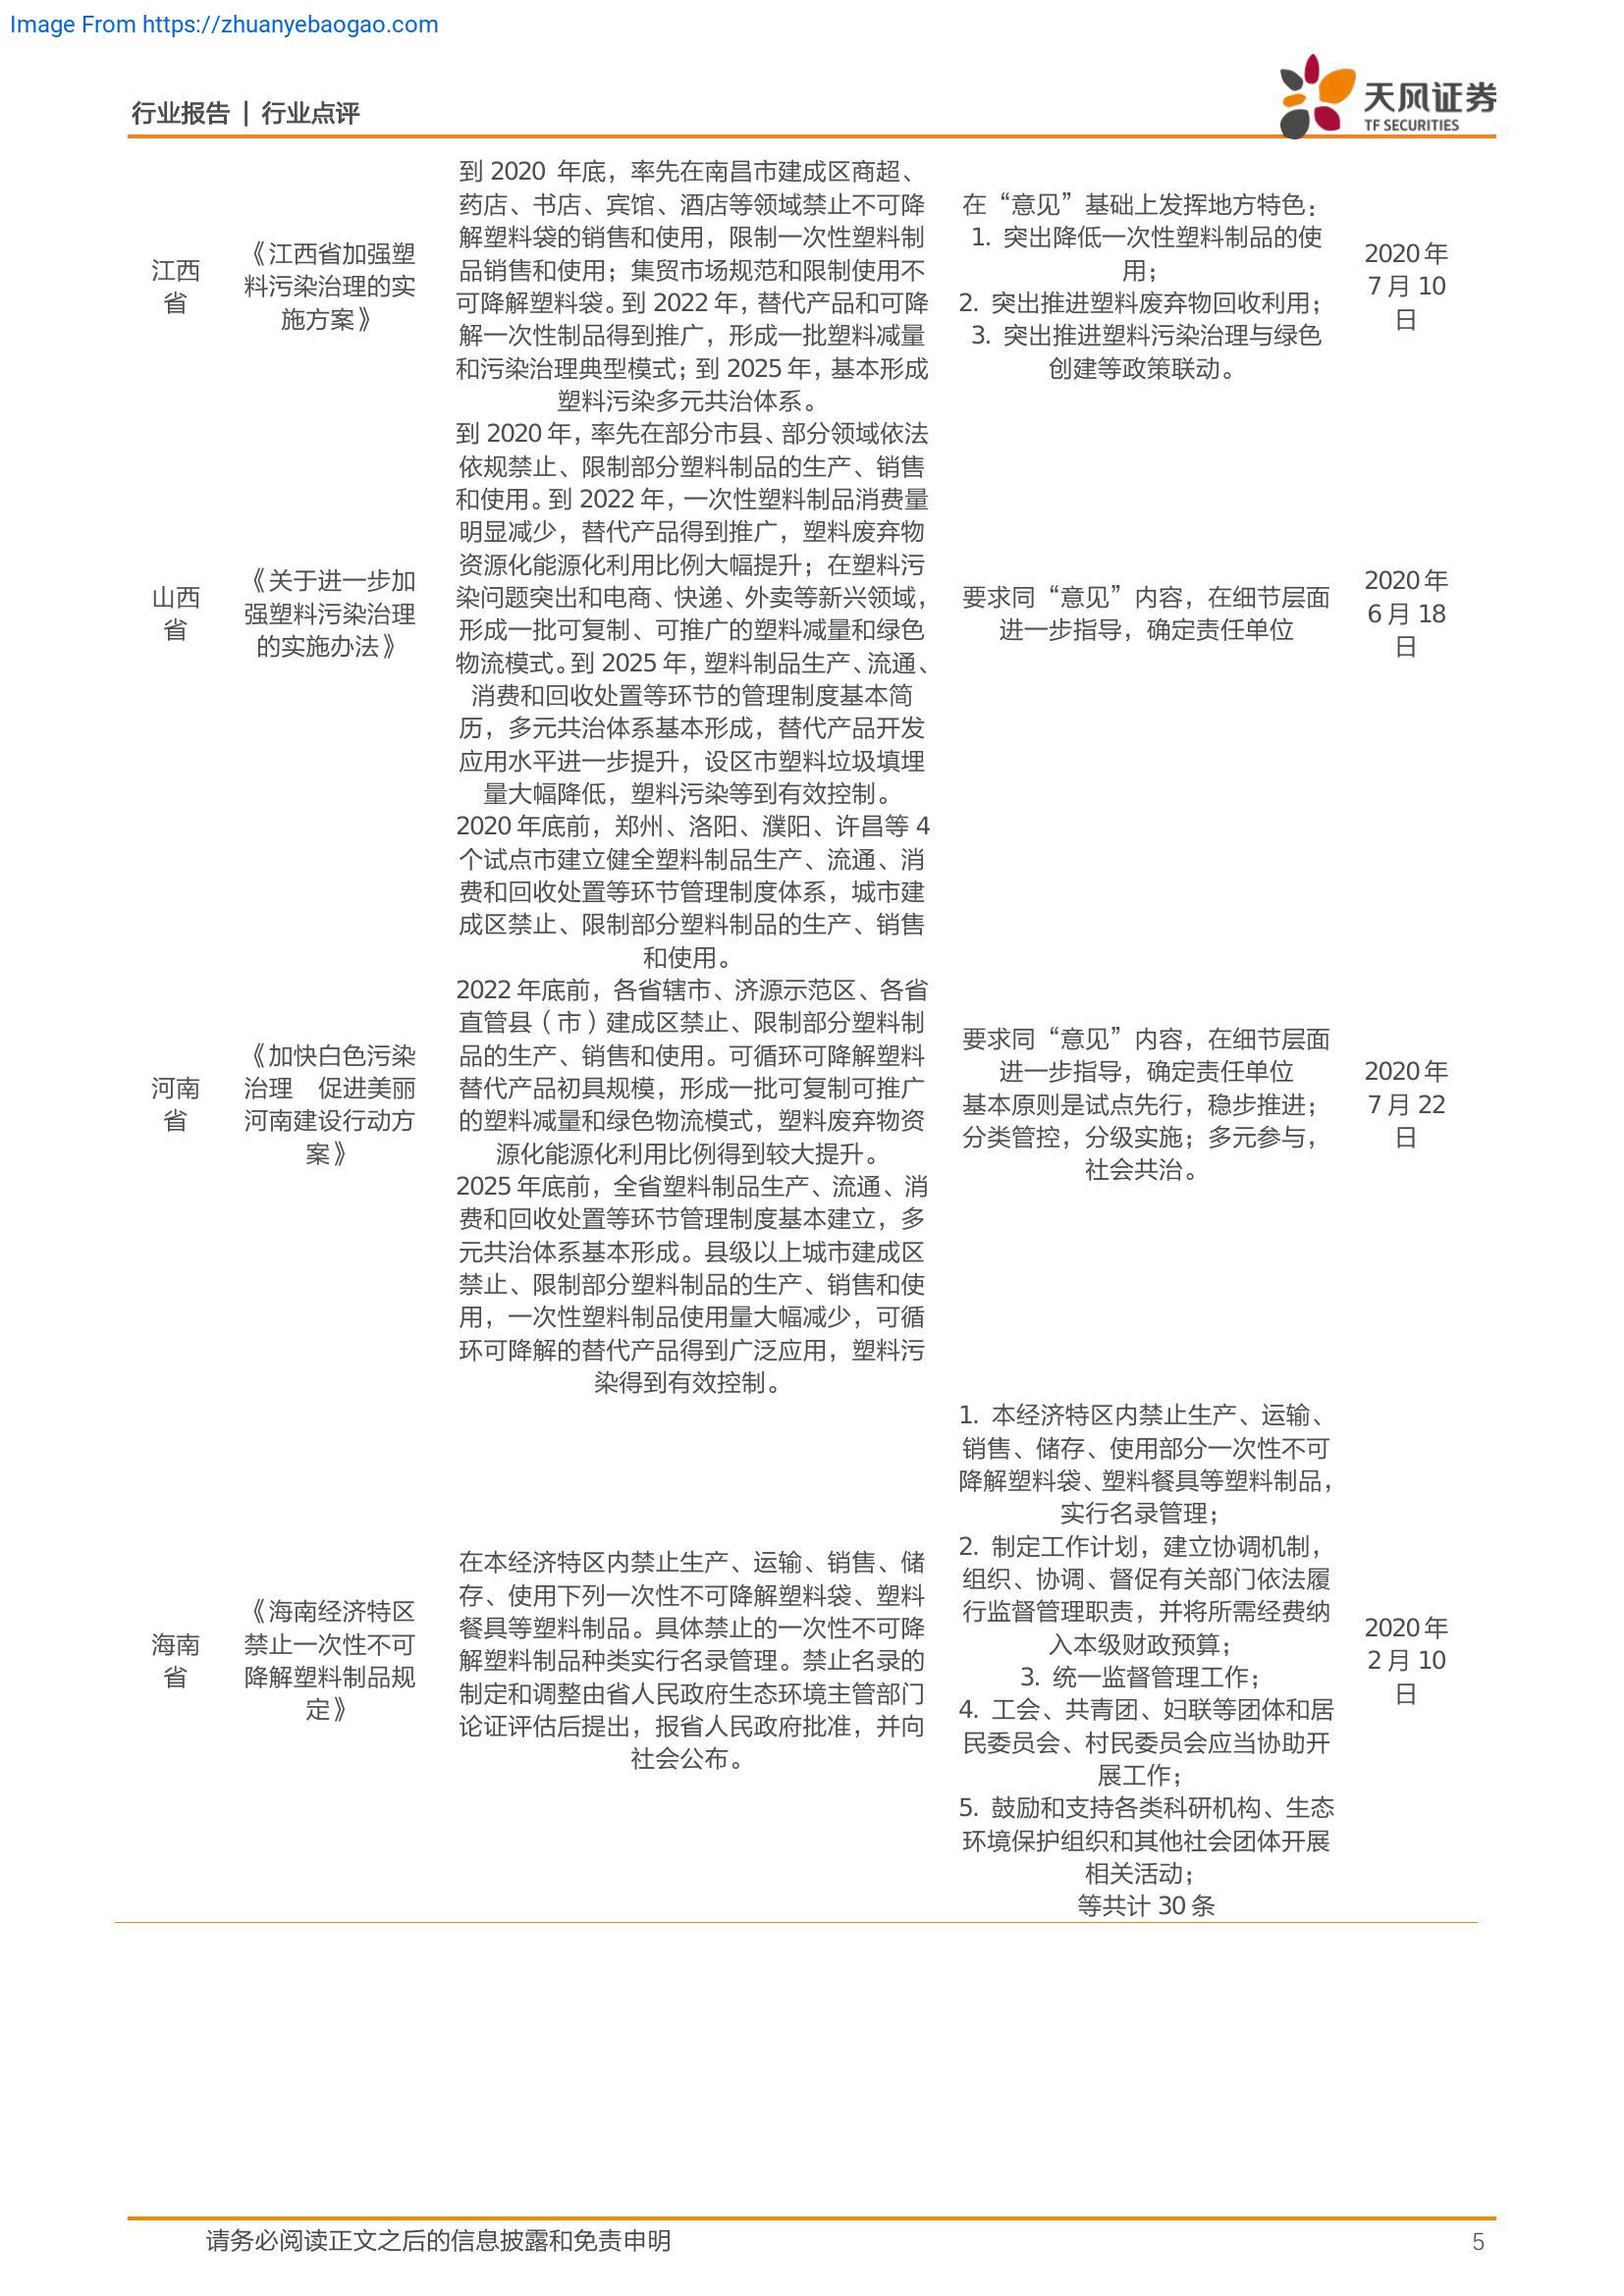 Image From https://zhuanyebaogao.com
行业报告 | 行业点评
天风证券
TF SECURITIES
江西
省
《江西省加强塑
料污染治理的实
施方案》
到 2020 年底，率先在南昌市建成区商超、
药店、书店、宾馆、酒店等领域禁止不可降
解塑料袋的销售和使用，限制一次性塑料制
品销售和使用；集贸市场规范和限制使用不
可降解塑料袋。到 2022 年，替代产品和可降
解一次性制品得到推广，形成一批塑料减量
和污染治理典型模式；到 2025 年，基本形成
塑料污染多元共治体系。
在“意见”基础上发挥地方特色：
1. 突出降低一次性塑料制品的使
用；
2. 突出推进塑料废弃物回收利用；
3. 突出推进塑料污染治理与绿色
创建等政策联动。
2020 年
7 月 10
日
山西
省
《关于进一步加
强塑料污染治理
的实施办法》
到 2020 年，率先在部分市县、部分领域依法
依规禁止、限制部分塑料制品的生产、销售
和使用。到 2022 年，一次性塑料制品消费量
明显减少，替代产品得到推广，塑料废弃物
资源化能源化利用比例大幅提升；在塑料污
染问题突出和电商、快递、外卖等新兴领域，
形成一批可复制、可推广的塑料减量和绿色
物流模式。到 2025 年，塑料制品生产、流通、
消费和回收处置等环节的管理制度基本简
历，多元共治体系基本形成，替代产品开发
应用水平进一步提升，设区市塑料垃圾填埋
量大幅降低，塑料污染等到有效控制。
要求同“意见”内容，在细节层面
进一步指导，确定责任单位
2020 年
6 月 18
日
河南
省
《加快白色污染
治理　促进美丽
河南建设行动方
案》
2020 年底前，郑州、洛阳、濮阳、许昌等 4
个试点市建立健全塑料制品生产、流通、消
费和回收处置等环节管理制度体系，城市建
成区禁止、限制部分塑料制品的生产、销售
和使用。
2022 年底前，各省辖市、济源示范区、各省
直管县（市）建成区禁止、限制部分塑料制
品的生产、销售和使用。可循环可降解塑料
替代产品初具规模，形成一批可复制可推广
的塑料减量和绿色物流模式，塑料废弃物资
源化能源化利用比例得到较大提升。
2025 年底前，全省塑料制品生产、流通、消
费和回收处置等环节管理制度基本建立，多
元共治体系基本形成。县级以上城市建成区
禁止、限制部分塑料制品的生产、销售和使
用，一次性塑料制品使用量大幅减少，可循
环可降解的替代产品得到广泛应用，塑料污
染得到有效控制。
要求同“意见”内容，在细节层面
进一步指导，确定责任单位
基本原则是试点先行，稳步推进；
分类管控，分级实施；多元参与，
社会共治。
2020 年
7 月 22
日
海南
省
《海南经济特区
禁止一次性不可
降解塑料制品规
定》
在本经济特区内禁止生产、运输、销售、储
存、使用下列一次性不可降解塑料袋、塑料
餐具等塑料制品。具体禁止的一次性不可降
解塑料制品种类实行名录管理。禁止名录的
制定和调整由省人民政府生态环境主管部门
论证评估后提出，报省人民政府批准，并向
社会公布。
1. 本经济特区内禁止生产、运输、
销售、储存、使用部分一次性不可
降解塑料袋、塑料餐具等塑料制品，
实行名录管理；
2. 制定工作计划，建立协调机制，
组织、协调、督促有关部门依法履
行监督管理职责，并将所需经费纳
入本级财政预算；
3. 统一监督管理工作；
4. 工会、共青团、妇联等团体和居
民委员会、村民委员会应当协助开
展工作；
5. 鼓励和支持各类科研机构、生态
环境保护组织和其他社会团体开展
相关活动；
等共计 30 条
2020 年
2 月 10
日
请务必阅读正文之后的信息披露和免责申明
5